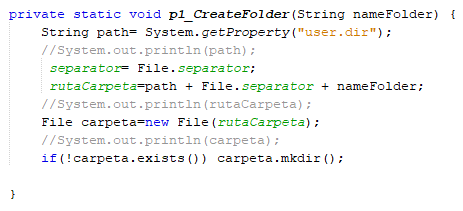 private static void p1_CreateFolder(String nameFolder) {
String path= System.getProperty("user.dir");
//System.out.println(path);
separator= File.separator;
rutaCarpeta=path + File.separator + nameFolder;
//System.out.println(rutaCarpeta);
File carpeta=new File(rutaCarpeta);
//System.out.println(carpeta);
if(!carpeta.exists()) carpeta.mkdir();
}